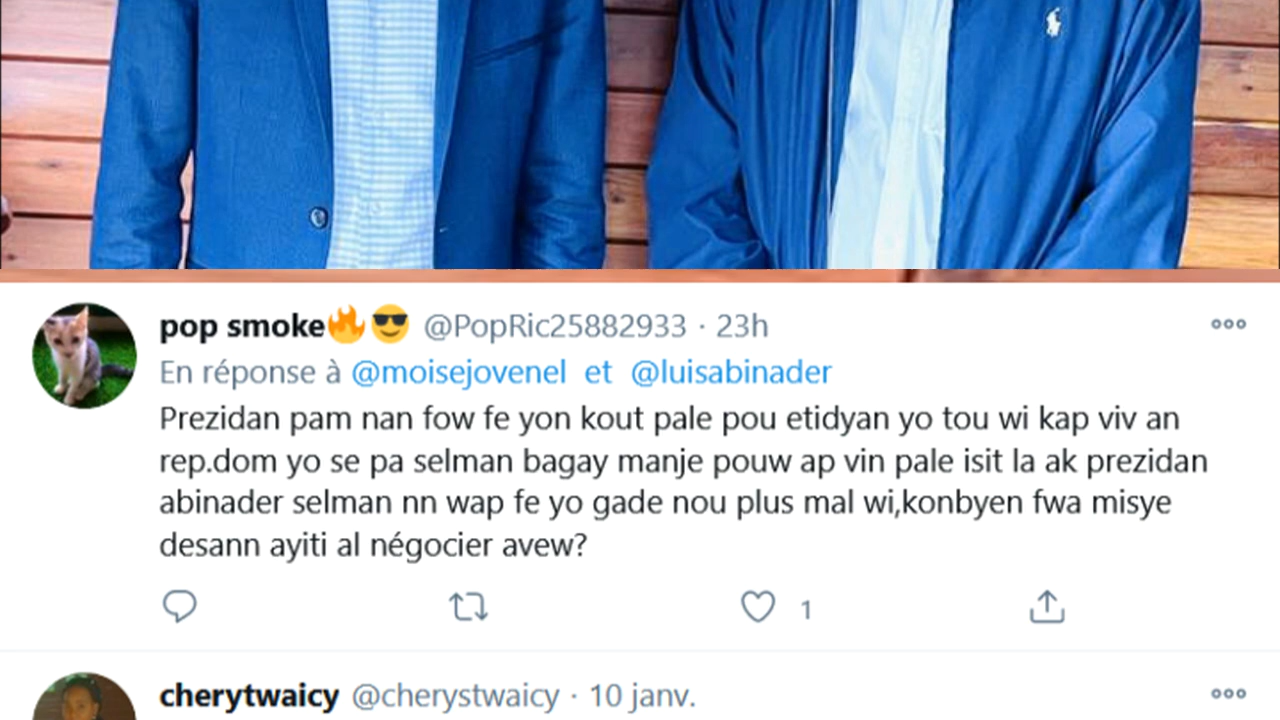 pop smoke🔥😎 @PopRic25882933 · 23h
En réponse à @moisejovenel et @luisabinader
Prezidan pam nan fow fe yon kout pale pou etidyan yo tou wi kap viv an
rep.dom yo se pa selman bagay manje pouw ap vin pale isit la ak prezidan
abinader selman nn wap fe yo gade nou plus mal wi,konbyen fwa misye
desann ayiti al négocier avew?
1
cherytwaicy @cherystwaicy · 10 janv.